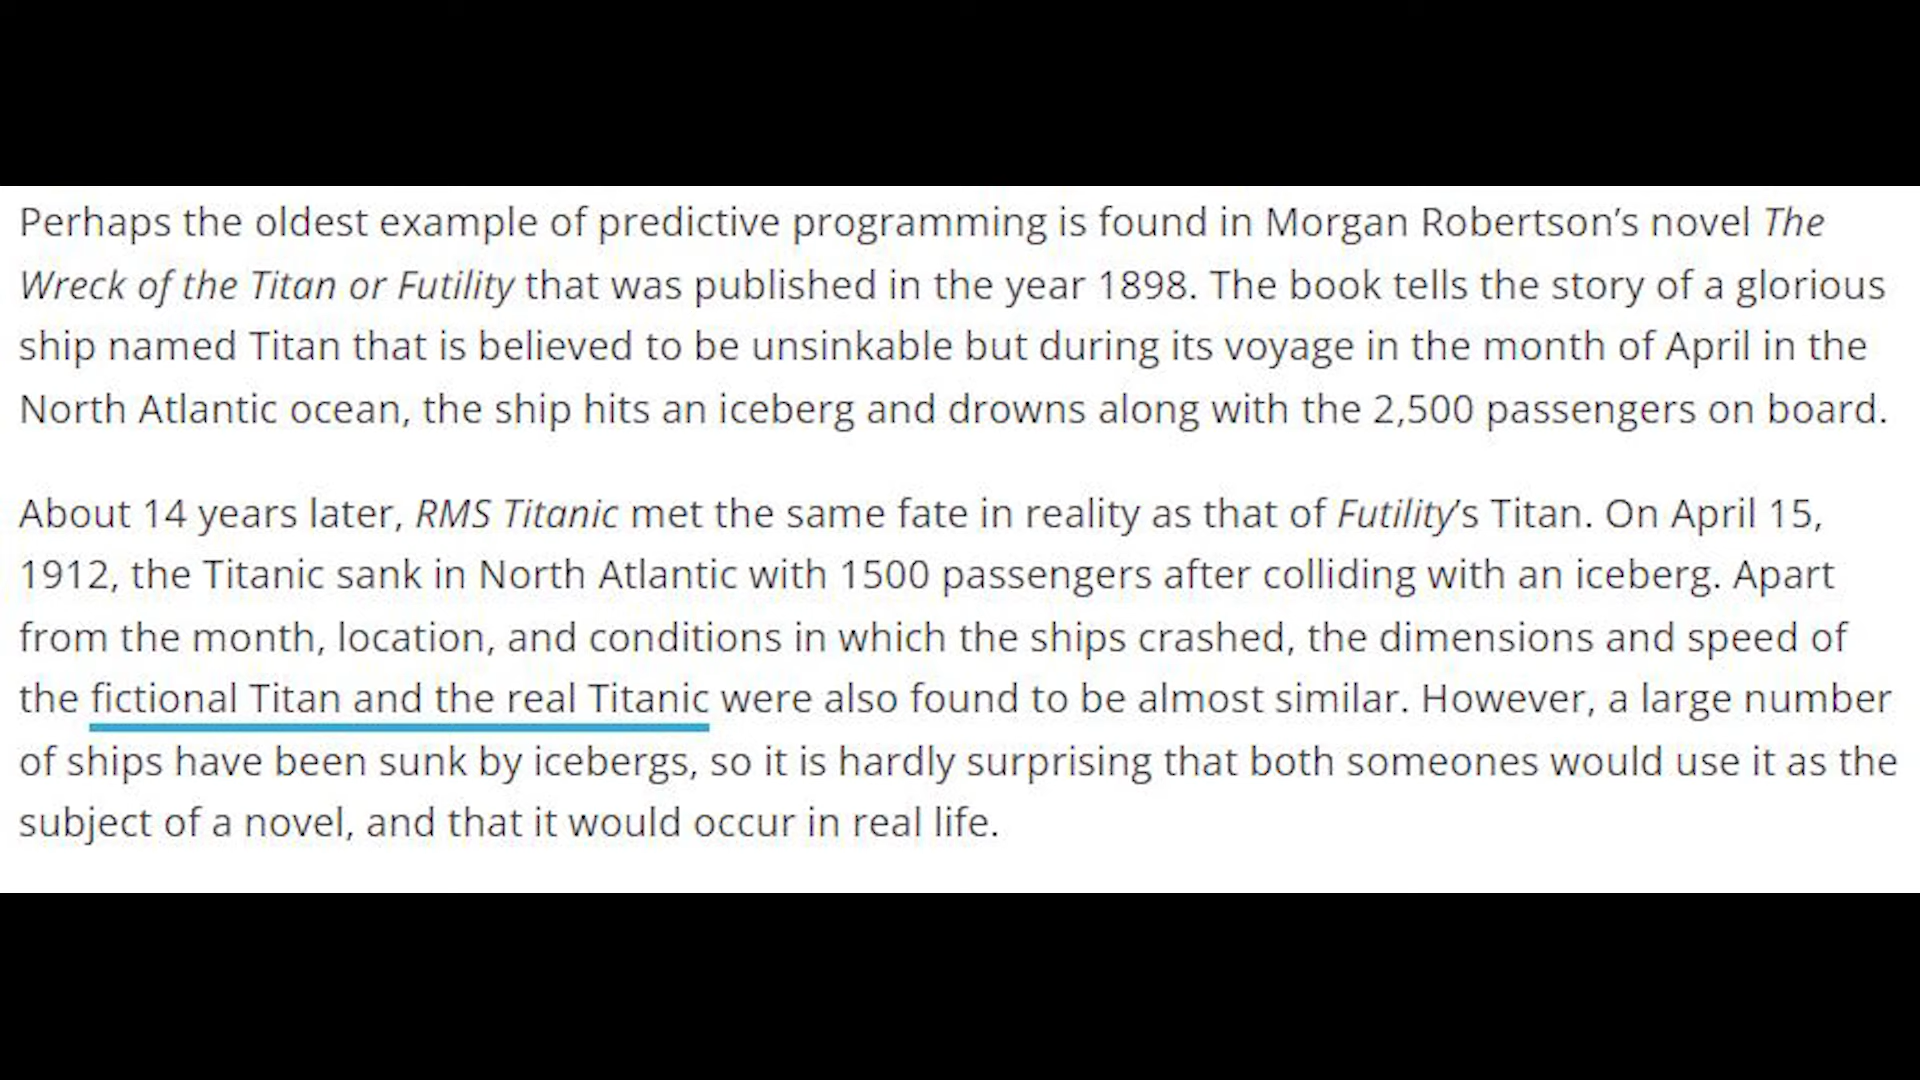 Perhaps the oldest example of predictive programming is found in Morgan Robertson’s novel The
Wreck of the Titan or Futility that was published in the year 1898. The book tells the story of a glorious
ship named Titan that is believed to be unsinkable but during its voyage in the month of April in the
North Atlantic ocean, the ship hits an iceberg and drowns along with the 2,500 passengers on board.
About 14 years later, RMS Titanic met the same fate in reality as that of Futility’s Titan. On April 15,
1912, the Titanic sank in North Atlantic with 1500 passengers after colliding with an iceberg. Apart
from the month, location, and conditions in which the ships crashed, the dimensions and speed of
the fictional Titan and the real Titanic were also found to be almost similar. However, a large number
of ships have been sunk by icebergs, so it is hardly surprising that both someones would use it as the
subject of a novel, and that it would occur in real life.